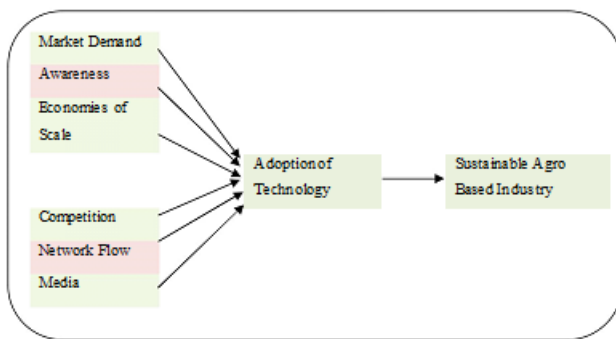 Market Demand
Awareness
Economies of
Scale
Adoption of
Technology
Sustainable Agro
Based Industry
Competition
Network Flow
Media